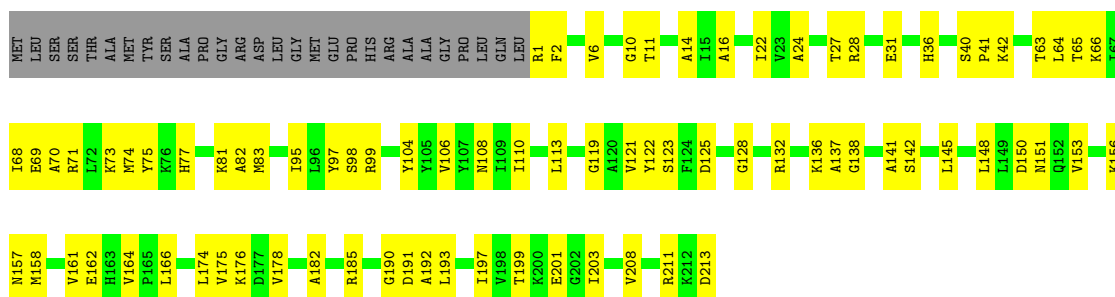 MET LEU SER SER THR ALA MET TYR SER ALA PRO GLY ARG ASP LEU GLY MET GLU PRO HIS ARG ALA ALA GLY PRO LEU GLN LEU R1 F2 V6 G10 T11 A14 I15 A16 I22 V23 A24 T27 R28 E31 H36 S40 P41 K42 T63 L64 T65 K66 I67
I68 E69 A70 R71 L72 K73 M74 Y75 K76 H77 K81 A82 M83 I95 L96 Y97 S98 R99 Y104 Y105 V106 Y107 N108 I109 I110 L113 G119 A120 V121 Y122 S123 F124 D125 G128 R132 K136 A137 G138 A141 S142 L145 L148 L149 D150 N151 Q152 V153 K156
N157 M158 V161 E162 H163 V164 P165 L166 L174 V175 K176 D177 V178 A182 R185 G190 D191 A192 L193 I197 V198 T199 K200 E201 G202 I203 V208 R211 K212 D213